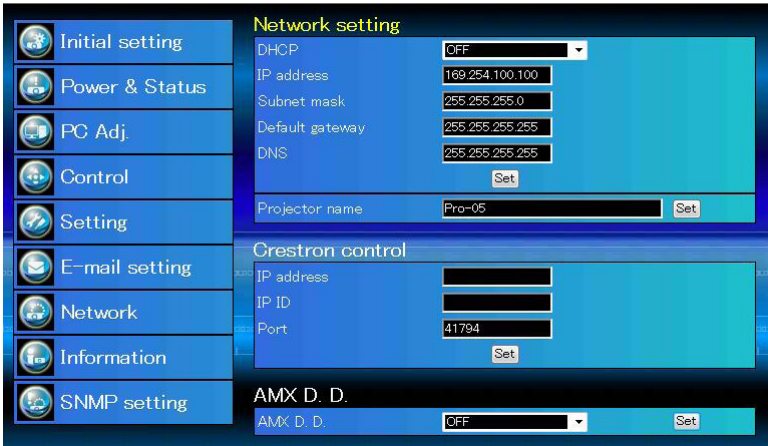 Initial setting
Power & Status
PC Adj.
Control
Setting
E-mail setting
Network
Information
SNMP setting
Network setting
DHCP OFF
IP address 169.254.100.100
Subnet mask 255.255.255.0
Default gateway 255.255.255.255
DNS 255.255.255.255
Set
Projector name Pro-05 Set
Crestron control
IP address
IP ID
Port 41794
Set
AMX D. D.
AMX D. D. OFF Set